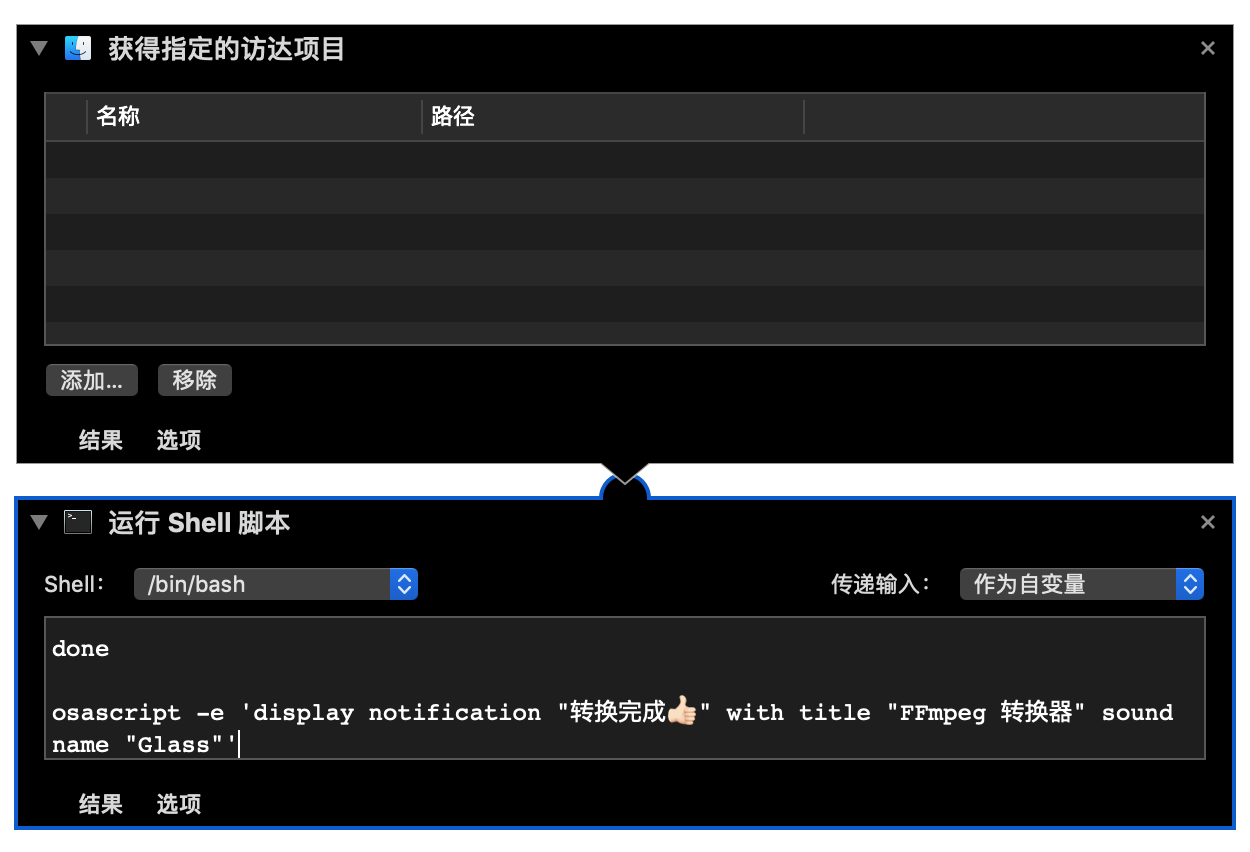 获得指定的访达项目
名称 路径
添加... 移除
结果 选项
运行 Shell 脚本
Shell: /bin/bash 传递输入: 作为自变量
done
osascript -e 'display notification "转换完成👍🏻" with title "FFmpeg 转换器" sound
name "Glass"'
结果 选项